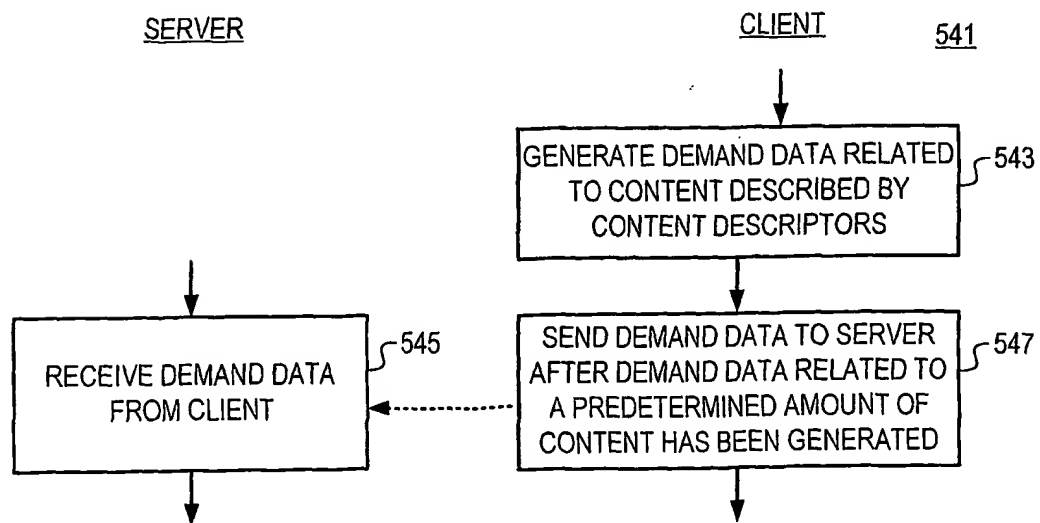 SERVER
CLIENT
541
GENERATE DEMAND DATA RELATED
TO CONTENT DESCRIBED BY
CONTENT DESCRIPTORS
543
RECEIVE DEMAND DATA
FROM CLIENT
545
SEND DEMAND DATA TO SERVER
AFTER DEMAND DATA RELATED TO
A PREDETERMINED AMOUNT OF
CONTENT HAS BEEN GENERATED
547